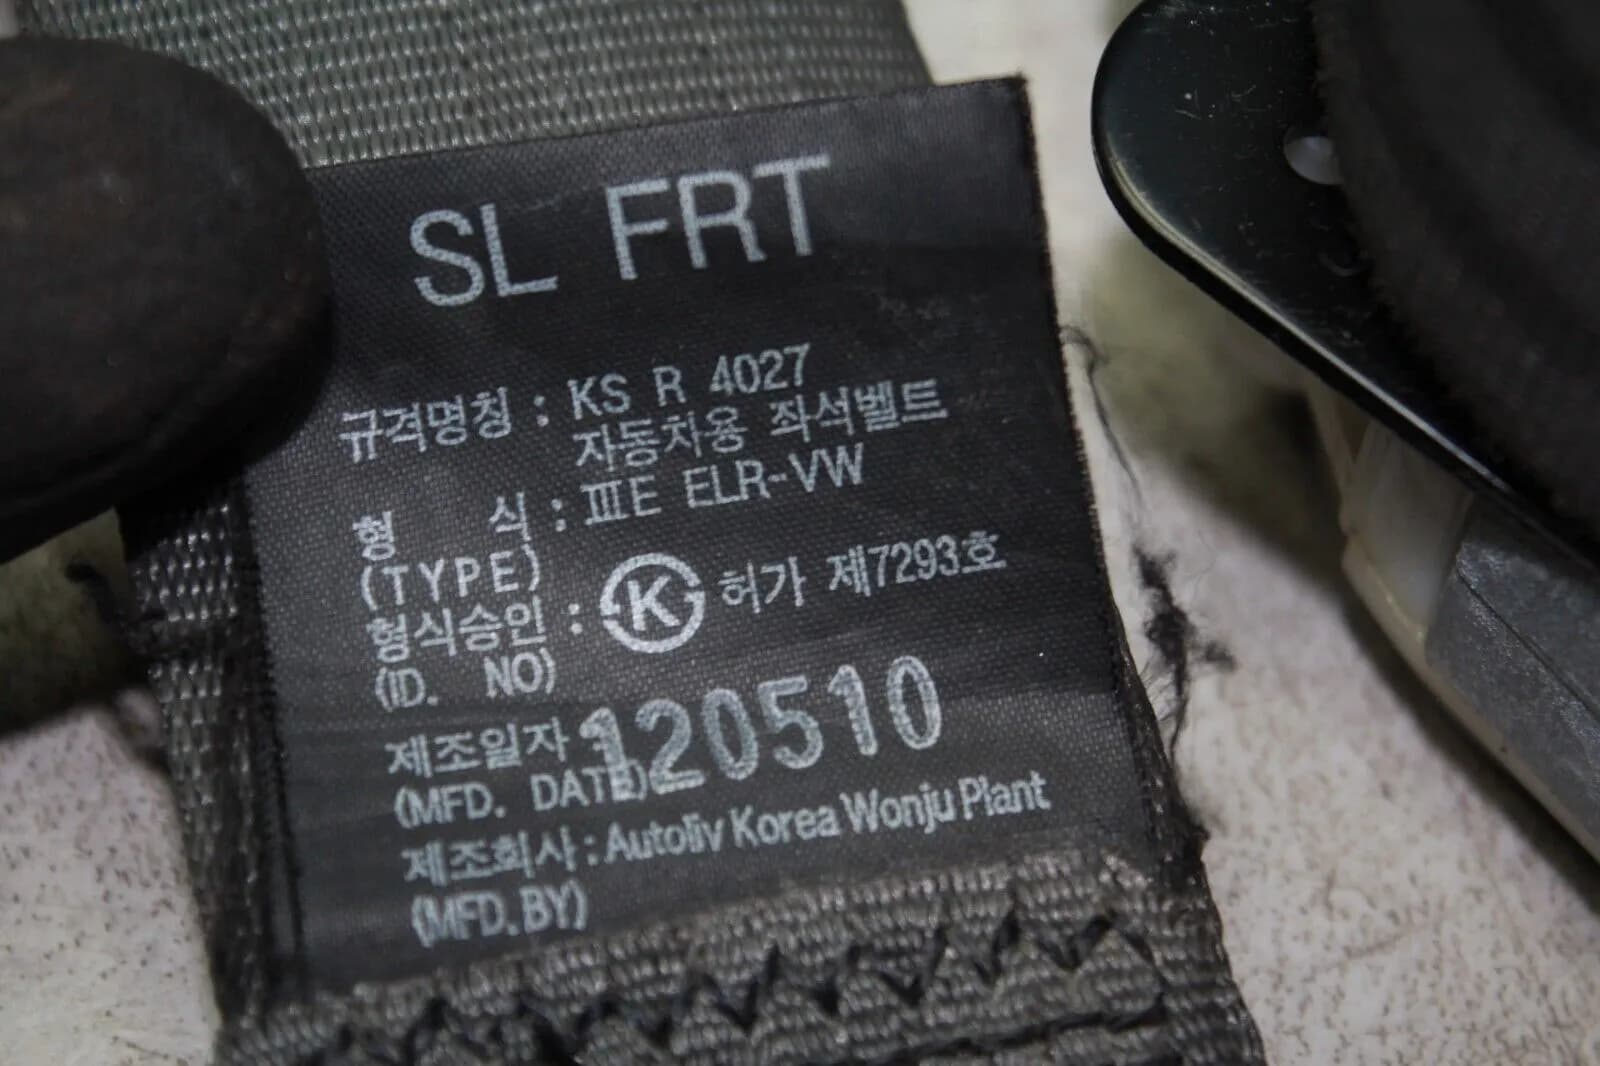 SL FRT
규격명칭 : KS R 4027
자동차용 좌석벨트
형 식 : ⅢE ELR-VW
(TYPE)
형식승인 : K 허가 제7293호
(ID. NO)
제조일자 : 120510
(MFD. DATE)
제조회사 : Autoliv Korea Wonju Plant
(MFD.BY)